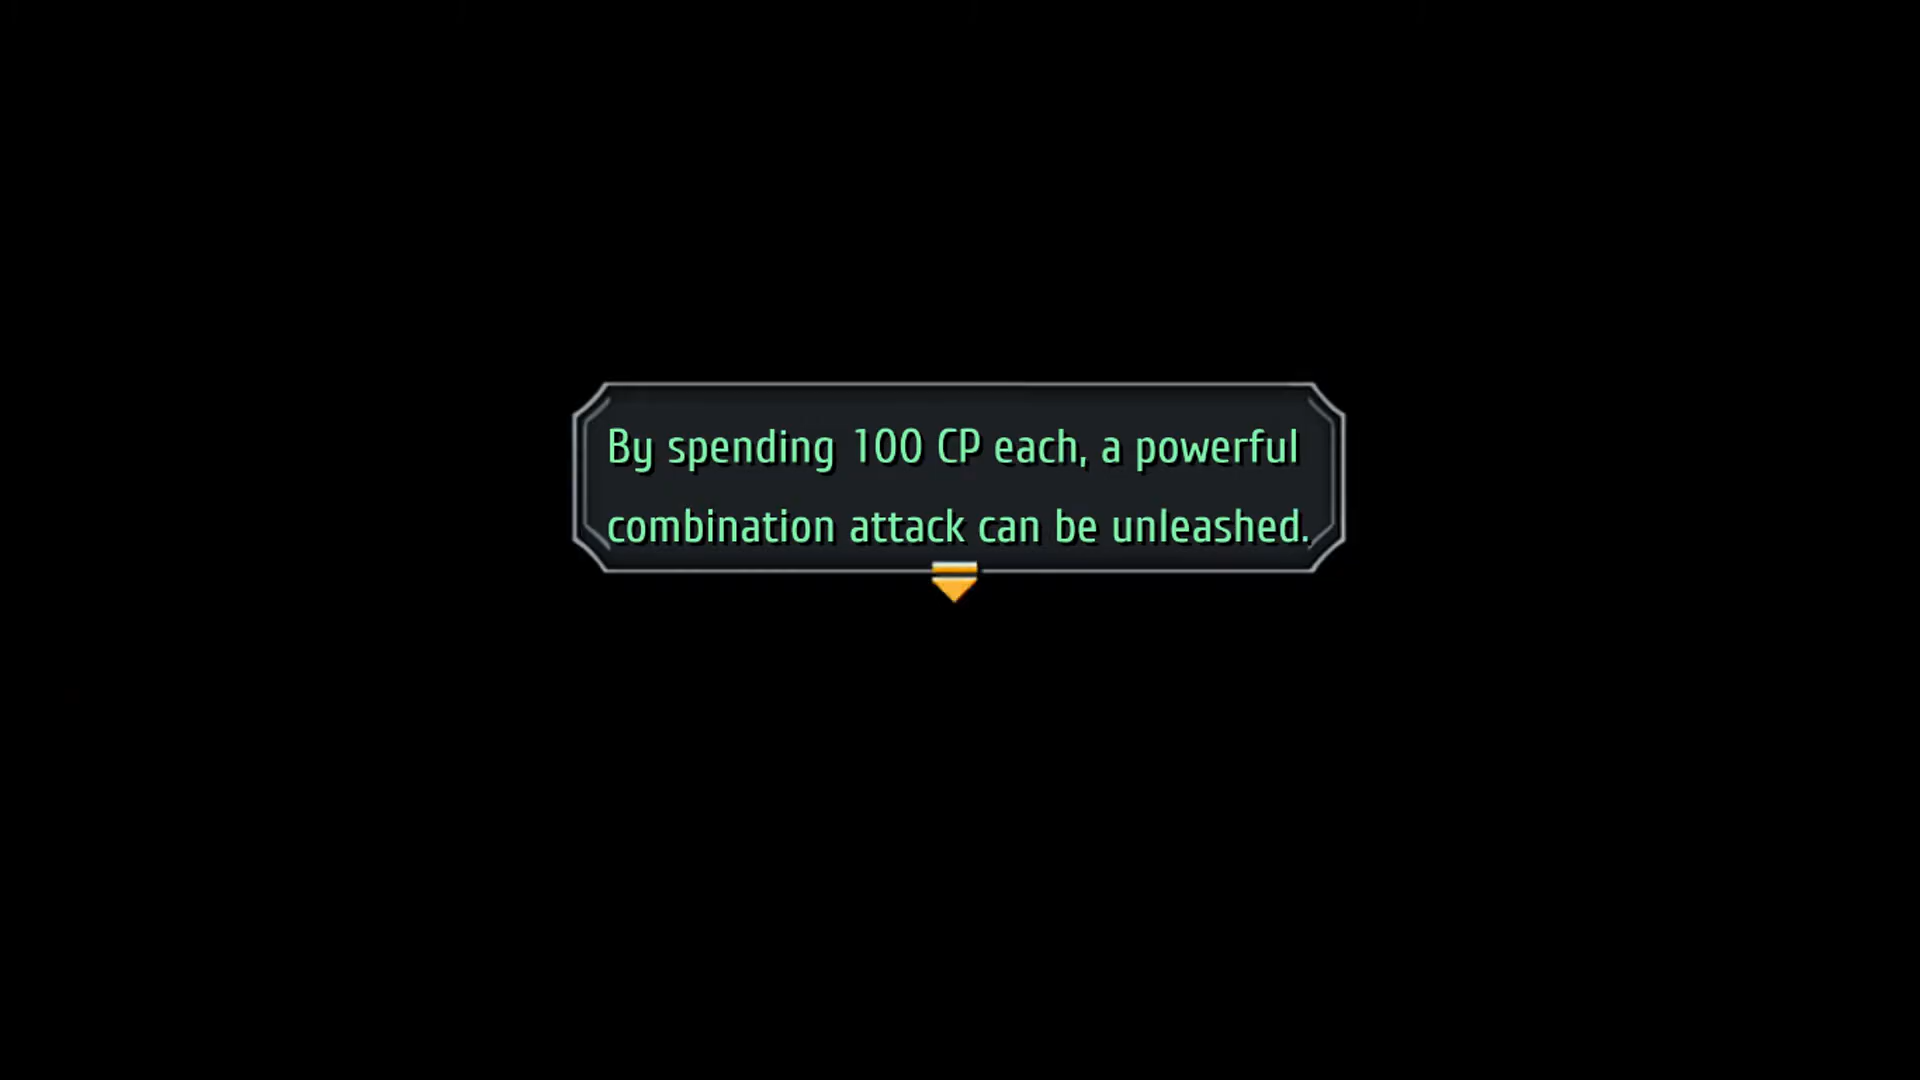 By spending 100 CP each, a powerful
combination attack can be unleashed.